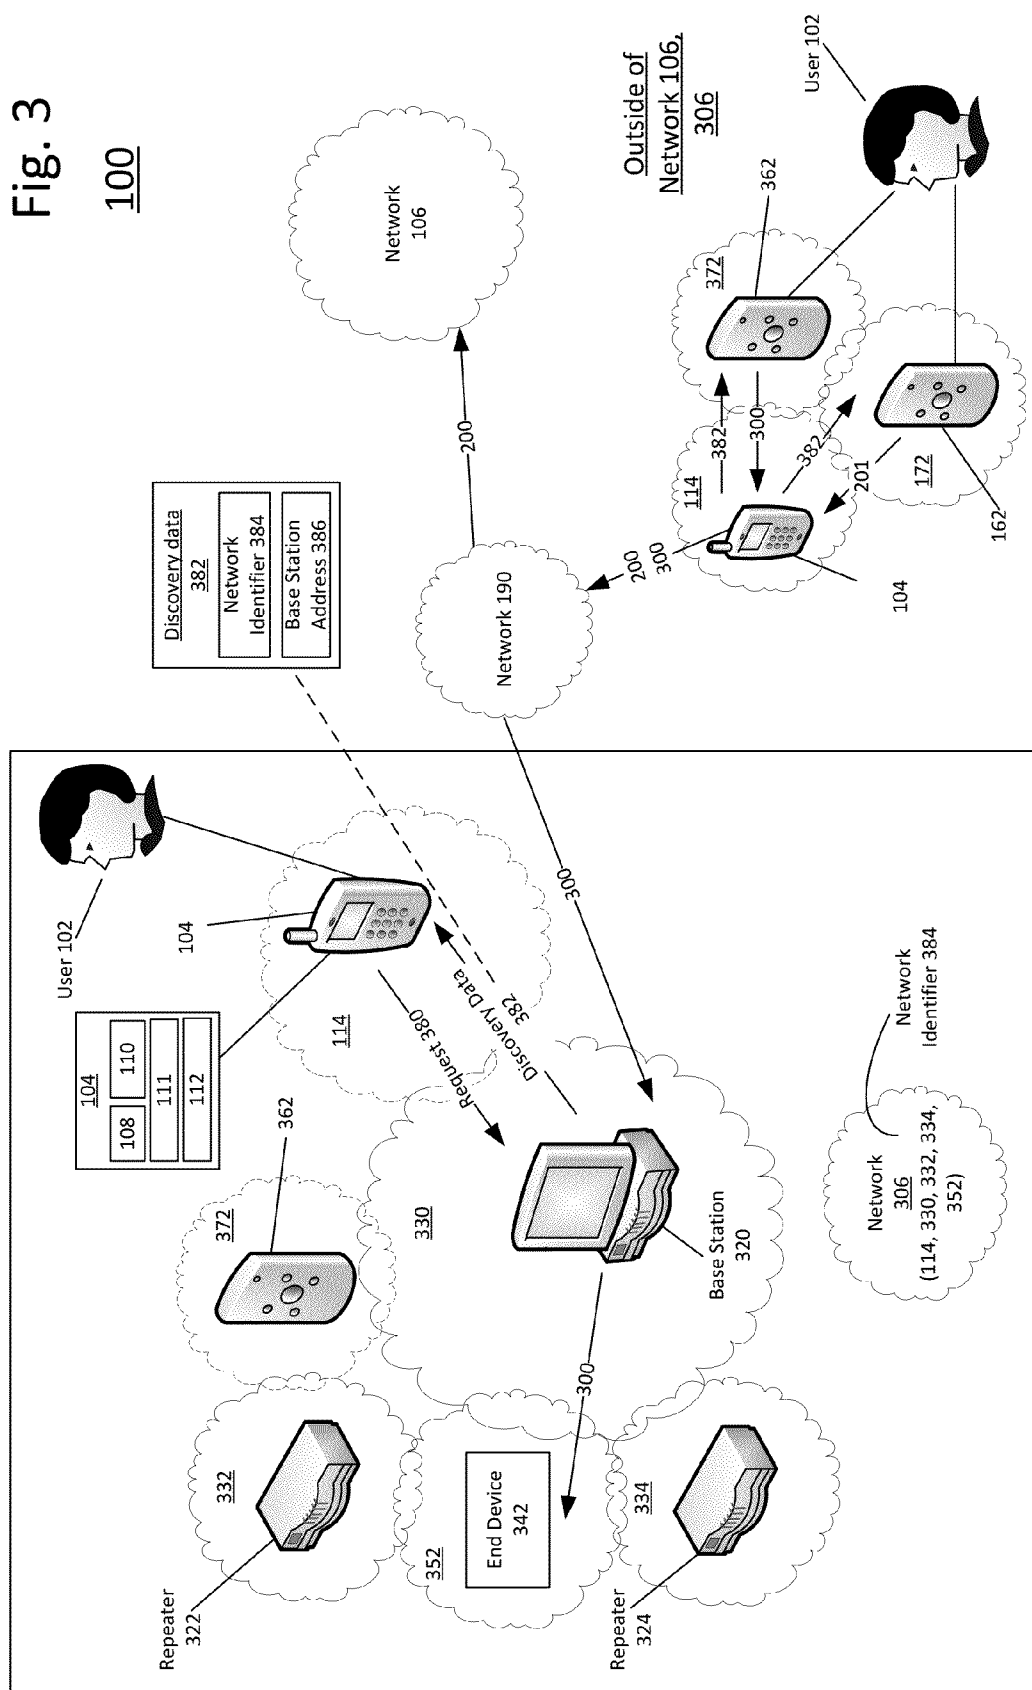 Fig. 3
100
User 102
104
108
110
111
112
104
114
Request 380
Discovery Data
382
Discovery data
382
Network
Identifier 384
Base Station
Address 386
Network
106
200
Network 190
300
200
300
Outside of
Network 106,
306
User 102
362
372
382
300
114
382
201
172
162
104
362
372
330
Base Station
320
300
332
Repeater
322
352
End Device
342
334
Repeater
324
Network
306
(114, 330, 332, 334,
352)
Network
Identifier 384